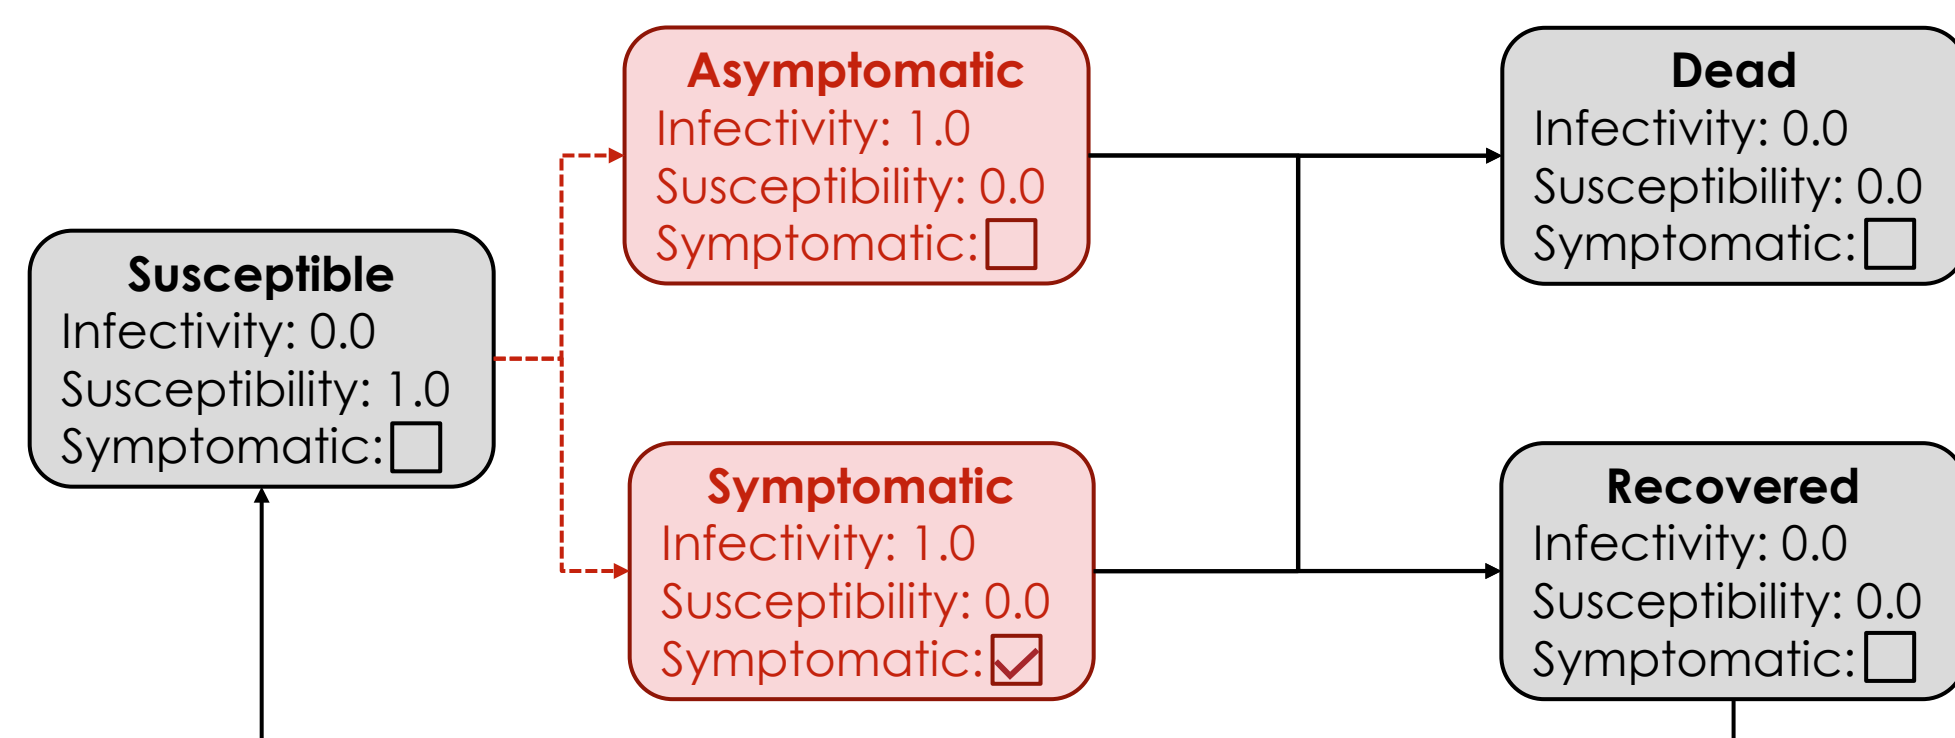 Asymptomatic
Infectivity: 1.0
Susceptibility: 0.0
Symptomatic:
Dead
Infectivity: 0.0
Susceptibility: 0.0
Symptomatic:
Susceptible
Infectivity: 0.0
Susceptibility: 1.0
Symptomatic:
Symptomatic
Infectivity: 1.0
Susceptibility: 0.0
Symptomatic:
Recovered
Infectivity: 0.0
Susceptibility: 0.0
Symptomatic: